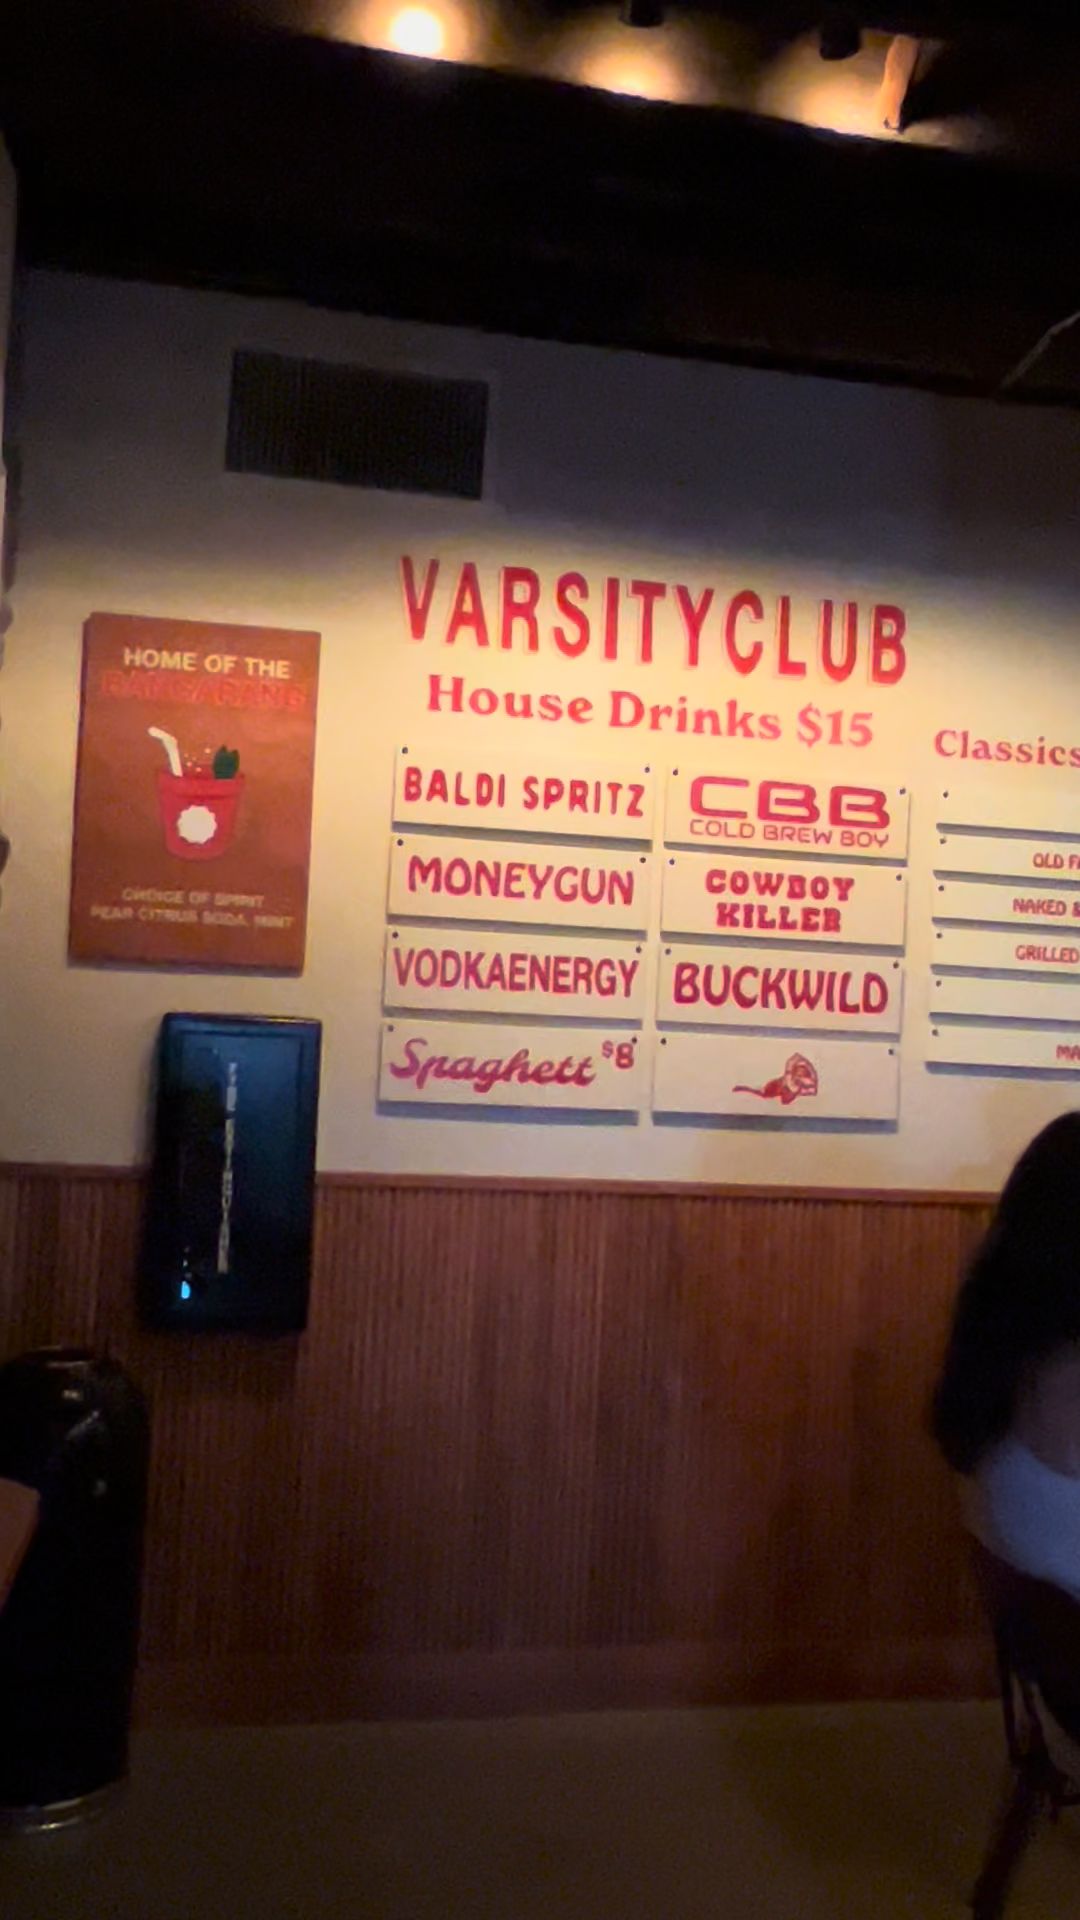 HOME OF THE
BANGARANG
CHOICE OF SPIRIT
PEAR CITRUS SODA, MINT
VARSITYCLUB
House Drinks $15
BALDI SPRITZ
MONEYGUN
VODKAENERGY
Spaghett $8
CBB
COLD BREW BOY
COWBOY
KILLER
BUCKWILD
Classics
OLD
NAKED &
GRILLED